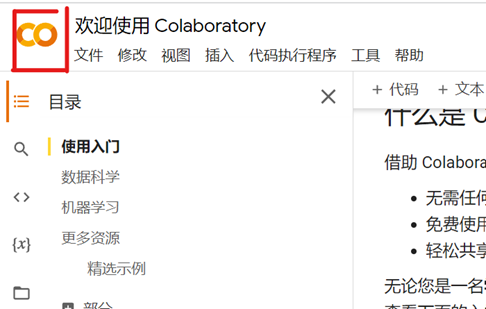 欢迎使用 Colaboratory
文件 修改 视图 插入 代码执行程序 工具 帮助
目录
+ 代码 + 文本
什么是
使用入门
借助 Colabora
数据科学
无需任何
机器学习
免费使用
更多资源
轻松共享
精选示例
{x}
无论您是一名
部分